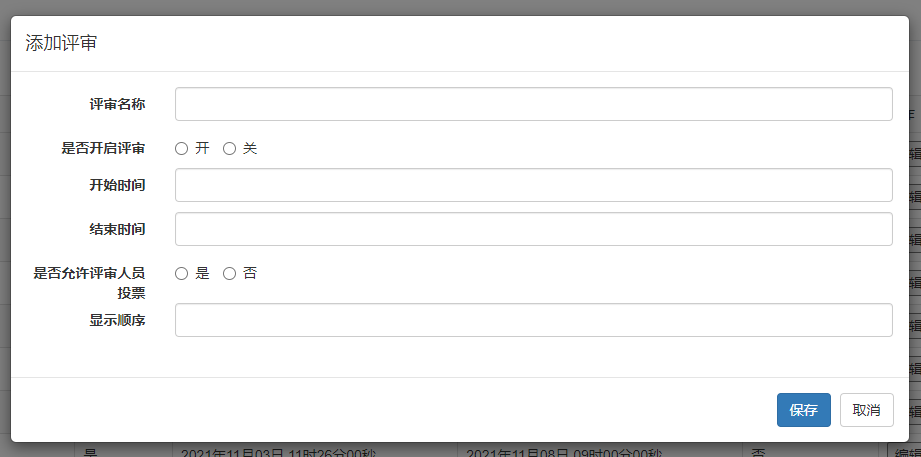 添加评审
评审名称
是否开启评审 开 关
开始时间
结束时间
是否允许评审人员
投票
是 否
显示顺序
保存 取消
是 2021年11月03日 11时26分00秒 2021年11月08日 09时00分00秒 否 编辑